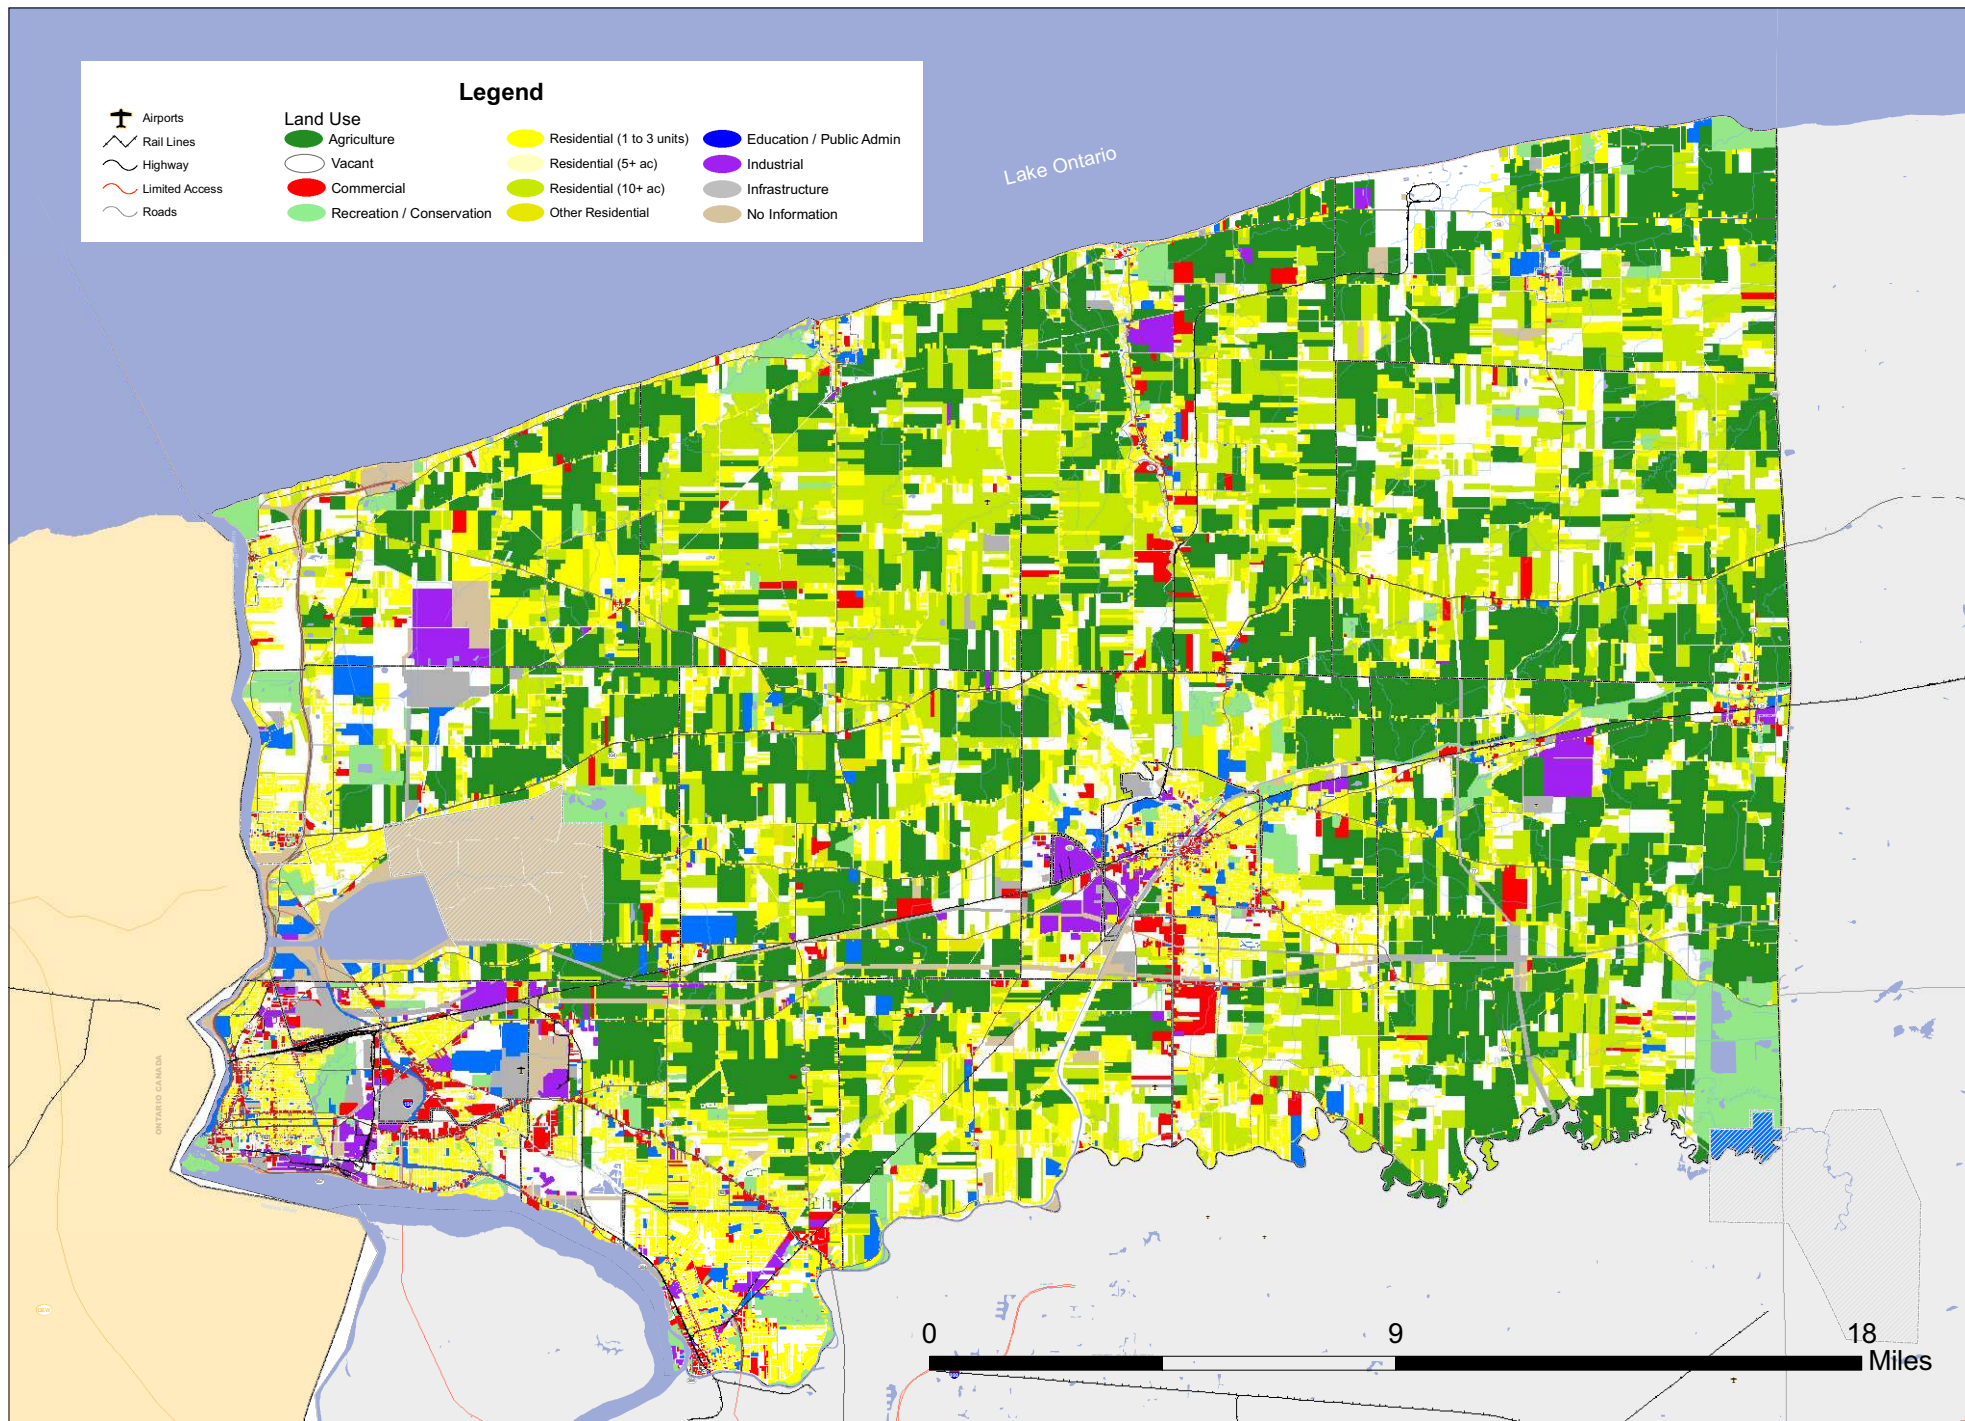 Legend
Airports
Rail Lines
Highway
Limited Access
Roads
Land Use
Agriculture
Vacant
Commercial
Recreation / Conservation
Residential (1 to 3 units)
Residential (5+ ac)
Residential (10+ ac)
Other Residential
Education / Public Admin
Industrial
Infrastructure
No Information
Lake Ontario
ERIE CANAL
ONTARIO CANADA
0 9 18
Miles